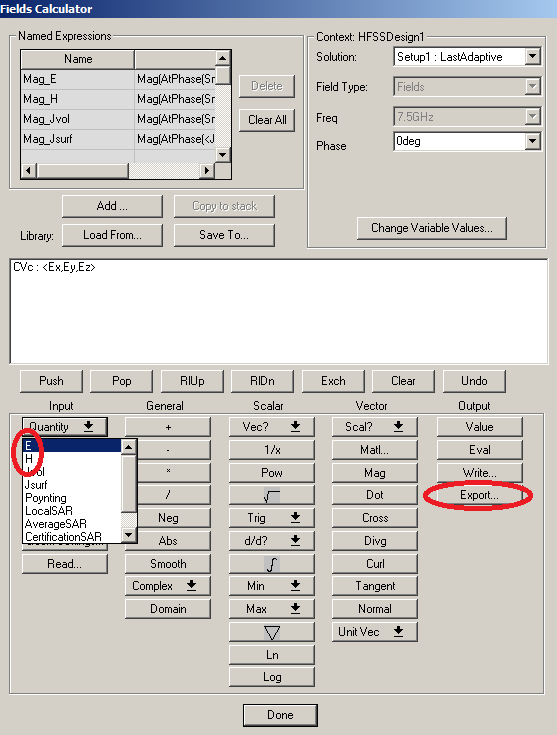 Fields Calculator
Named Expressions
Name
Mag_E Mag(AtPhase(Sr
Mag_H Mag(AtPhase(Sr
Mag_Jvol Mag(AtPhase(Sr
Mag_Jsurf Mag(AtPhase(<J
Delete
Clear All
Add ...
Copy to stack
Library:
Load From...
Save To...
Context: HFSSDesign1
Solution: Setup1 : LastAdaptive
Field Type: Fields
Freq 7.5GHz
Phase 0deg
Change Variable Values...
CVc : <Ex,Ey,Ez>
Push Pop RlUp RlDn Exch Clear Undo
Input General Scalar Vector Output
Quantity + Vec? Scal? Value
E
H
Jvol
Jsurf
Poynting
LocalSAR
AverageSAR
CertificationSAR
Read...
-
*
/
Neg
Abs
Smooth
Complex
Domain
1/x
Pow
√
Trig
d/d?
∫
Min
Max
▽
Ln
Log
Matl...
Mag
Dot
Cross
Divg
Curl
Tangent
Normal
Unit Vec
Eval
Write...
Export...
Done